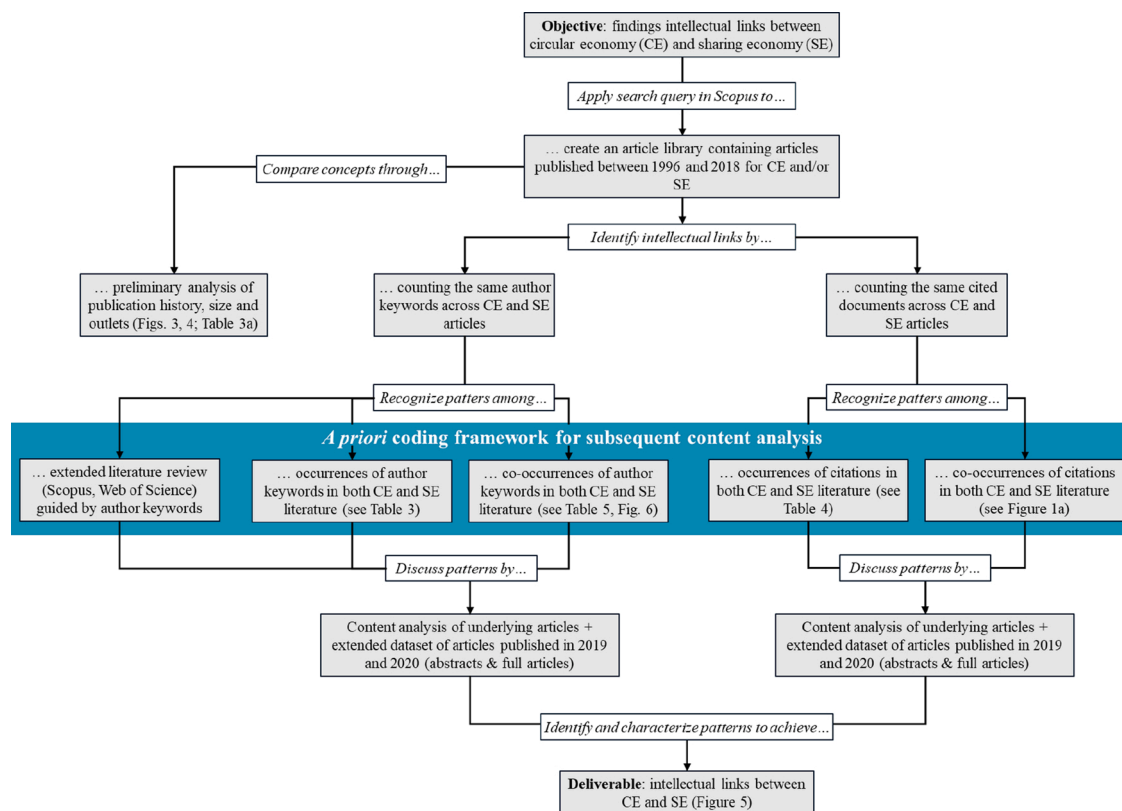 Objective: findings intellectual links between
circular economy (CE) and sharing economy (SE)
Apply search query in Scopus to…
… create an article library containing articles
published between 1996 and 2018 for CE and/or
SE
Compare concepts through…
Identify intellectual links by…
… preliminary analysis of
publication history, size and
outlets (Figs. 3, 4; Table 3a)
… counting the same author
keywords across CE and SE
articles
… counting the same cited
documents across CE and
SE articles
Recognize patters among…
Recognize patters among…
A priori coding framework for subsequent content analysis
… extended literature review
(Scopus, Web of Science)
guided by author keywords
… occurrences of author
keywords in both CE and SE
literature (see Table 3)
… co-occurrences of author
keywords in both CE and SE
literature (see Table 5, Fig. 6)
… occurrences of citations in
both CE and SE literature (see
Table 4)
… co-occurrences of citations
in both CE and SE literature
(see Figure 1a)
Discuss patterns by…
Discuss patterns by…
Content analysis of underlying articles +
extended dataset of articles published in 2019
and 2020 (abstracts & full articles)
Content analysis of underlying articles +
extended dataset of articles published in 2019
and 2020 (abstracts & full articles)
Identify and characterize patterns to achieve…
Deliverable: intellectual links between
CE and SE (Figure 5)